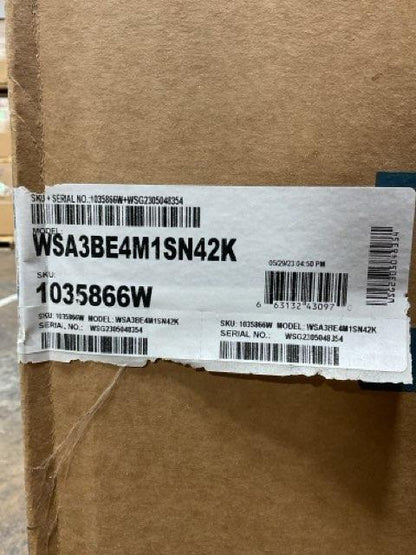 SKU + SERIAL NO.:1035866W+WSG2305048354
MODEL:
WSA3BE4M1SN42K
05/29/23 04:50 PM
SKU:
1035866W
6 63132 43097
SKU: 1035866W MODEL: WSA3BE4M1SN42K
SERIAL NO.: WSG2305048354
SKU: 1035866W MODEL: WSA3BE4M1SN42K
SERIAL NO.: WSG2305048354
WSG2305048354